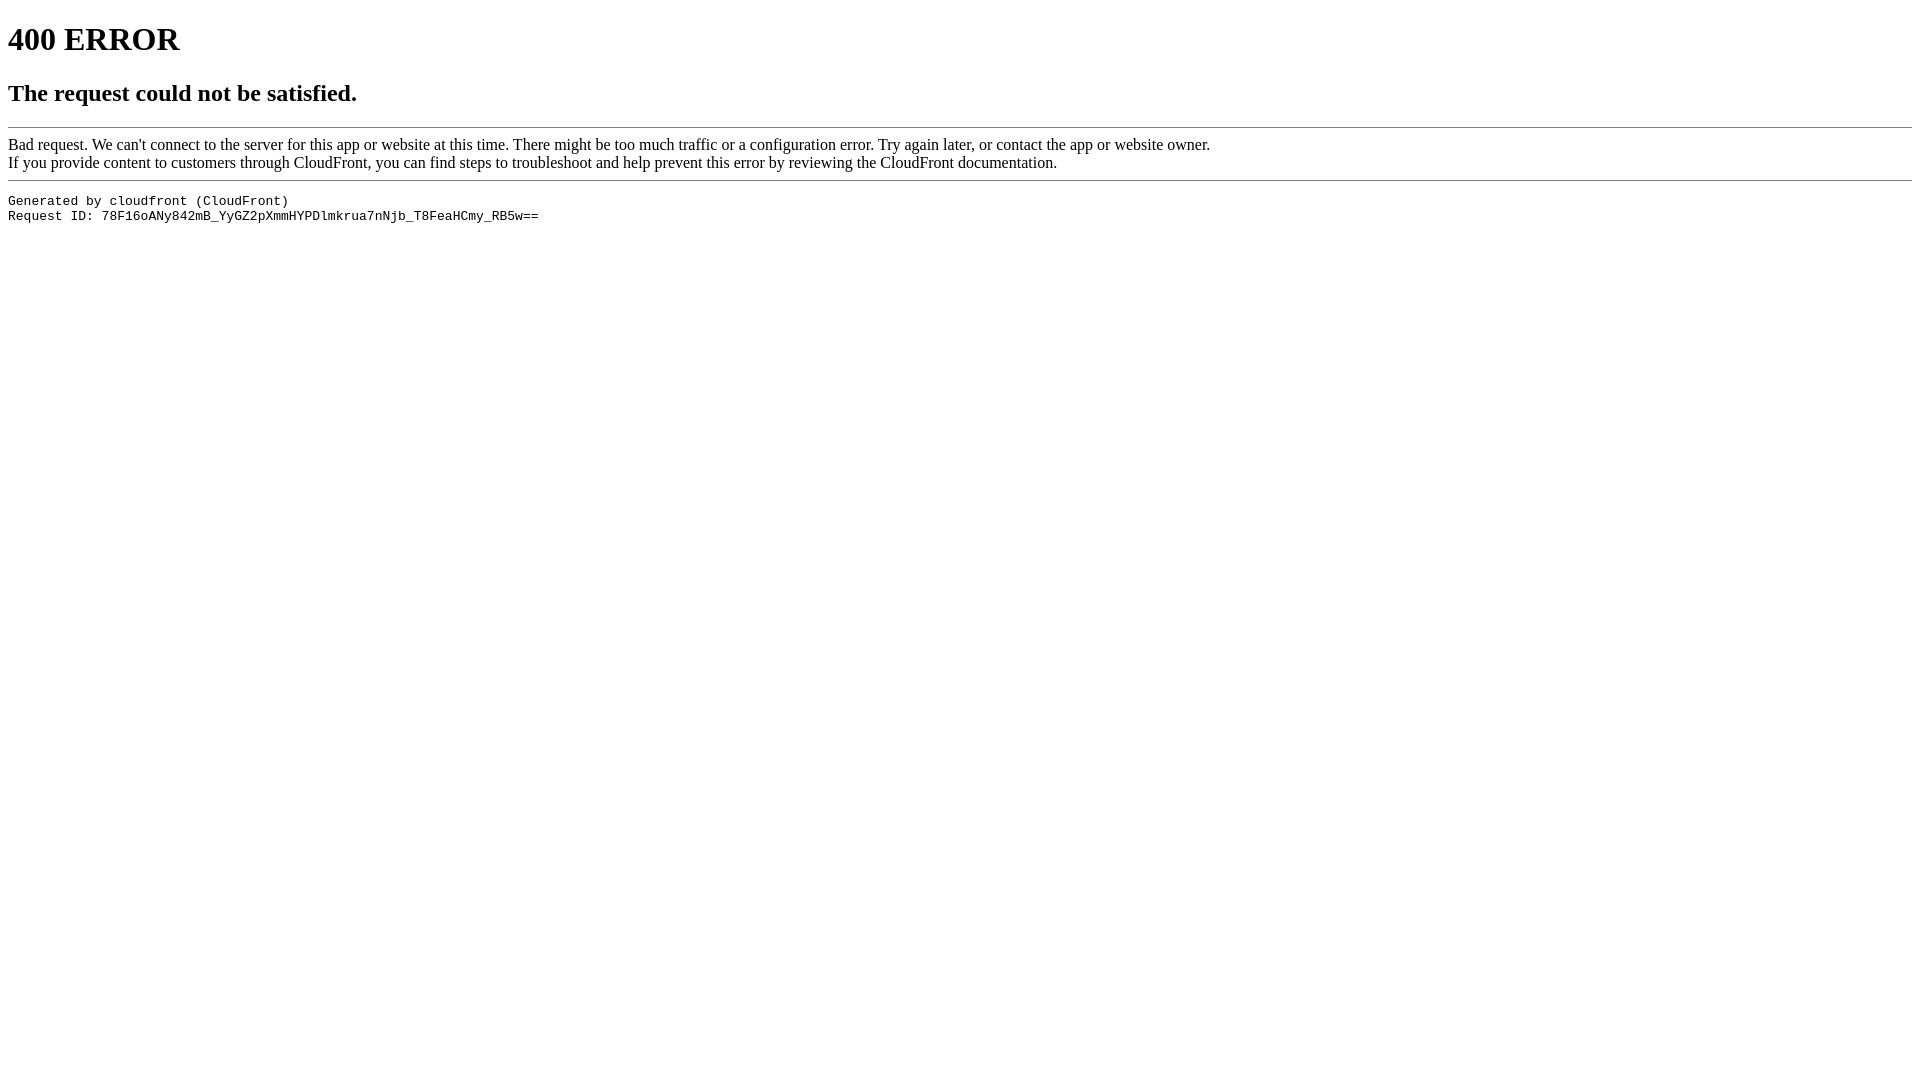 400 ERROR
The request could not be satisfied.
Bad request. We can't connect to the server for this app or website at this time. There might be too much traffic or a configuration error. Try again later, or contact the app or website owner.
If you provide content to customers through CloudFront, you can find steps to troubleshoot and help prevent this error by reviewing the CloudFront documentation.
Generated by cloudfront (CloudFront)
Request ID: 78F16oANy842mB_YyGZ2pXmmHYPDlmkrua7nNjb_T8FeaHCmy_RB5w==